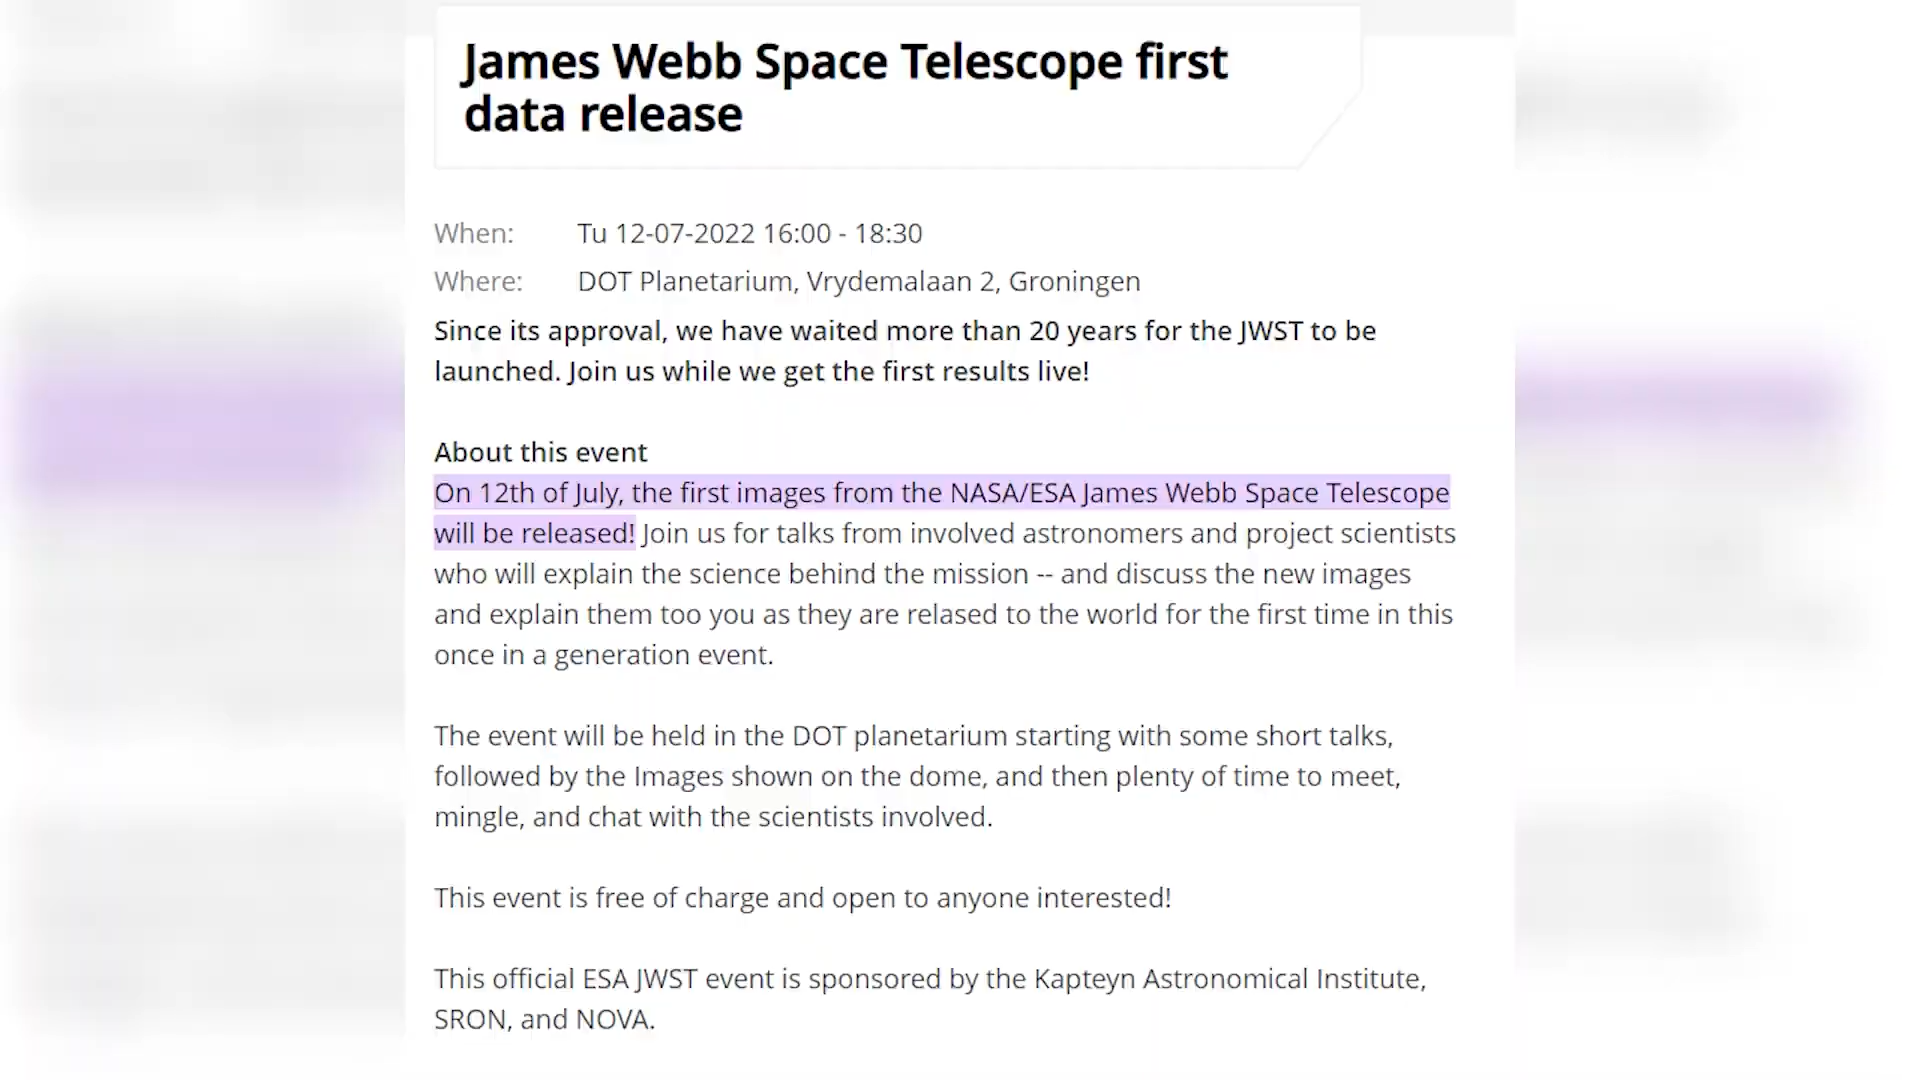 James Webb Space Telescope first
data release
When: Tu 12-07-2022 16:00 - 18:30
Where: DOT Planetarium, Vrydemalaan 2, Groningen
Since its approval, we have waited more than 20 years for the JWST to be
launched. Join us while we get the first results live!
About this event
On 12th of July, the first images from the NASA/ESA James Webb Space Telescope
will be released! Join us for talks from involved astronomers and project scientists
who will explain the science behind the mission -- and discuss the new images
and explain them too you as they are relased to the world for the first time in this
once in a generation event.
The event will be held in the DOT planetarium starting with some short talks,
followed by the Images shown on the dome, and then plenty of time to meet,
mingle, and chat with the scientists involved.
This event is free of charge and open to anyone interested!
This official ESA JWST event is sponsored by the Kapteyn Astronomical Institute,
SRON, and NOVA.